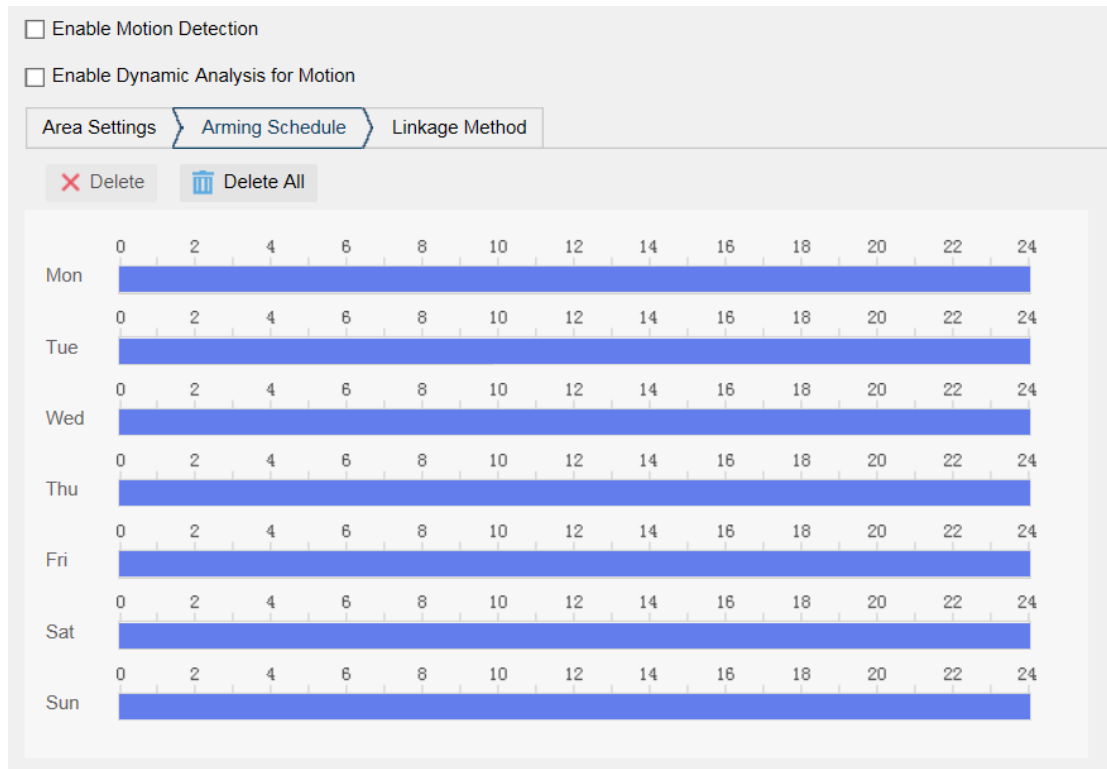 Enable Motion Detection
Enable Dynamic Analysis for Motion
Area Settings Arming Schedule Linkage Method
Delete Delete All
0 2 4 6 8 10 12 14 16 18 20 22 24
Mon
0 2 4 6 8 10 12 14 16 18 20 22 24
Tue
0 2 4 6 8 10 12 14 16 18 20 22 24
Wed
0 2 4 6 8 10 12 14 16 18 20 22 24
Thu
0 2 4 6 8 10 12 14 16 18 20 22 24
Fri
0 2 4 6 8 10 12 14 16 18 20 22 24
Sat
0 2 4 6 8 10 12 14 16 18 20 22 24
Sun